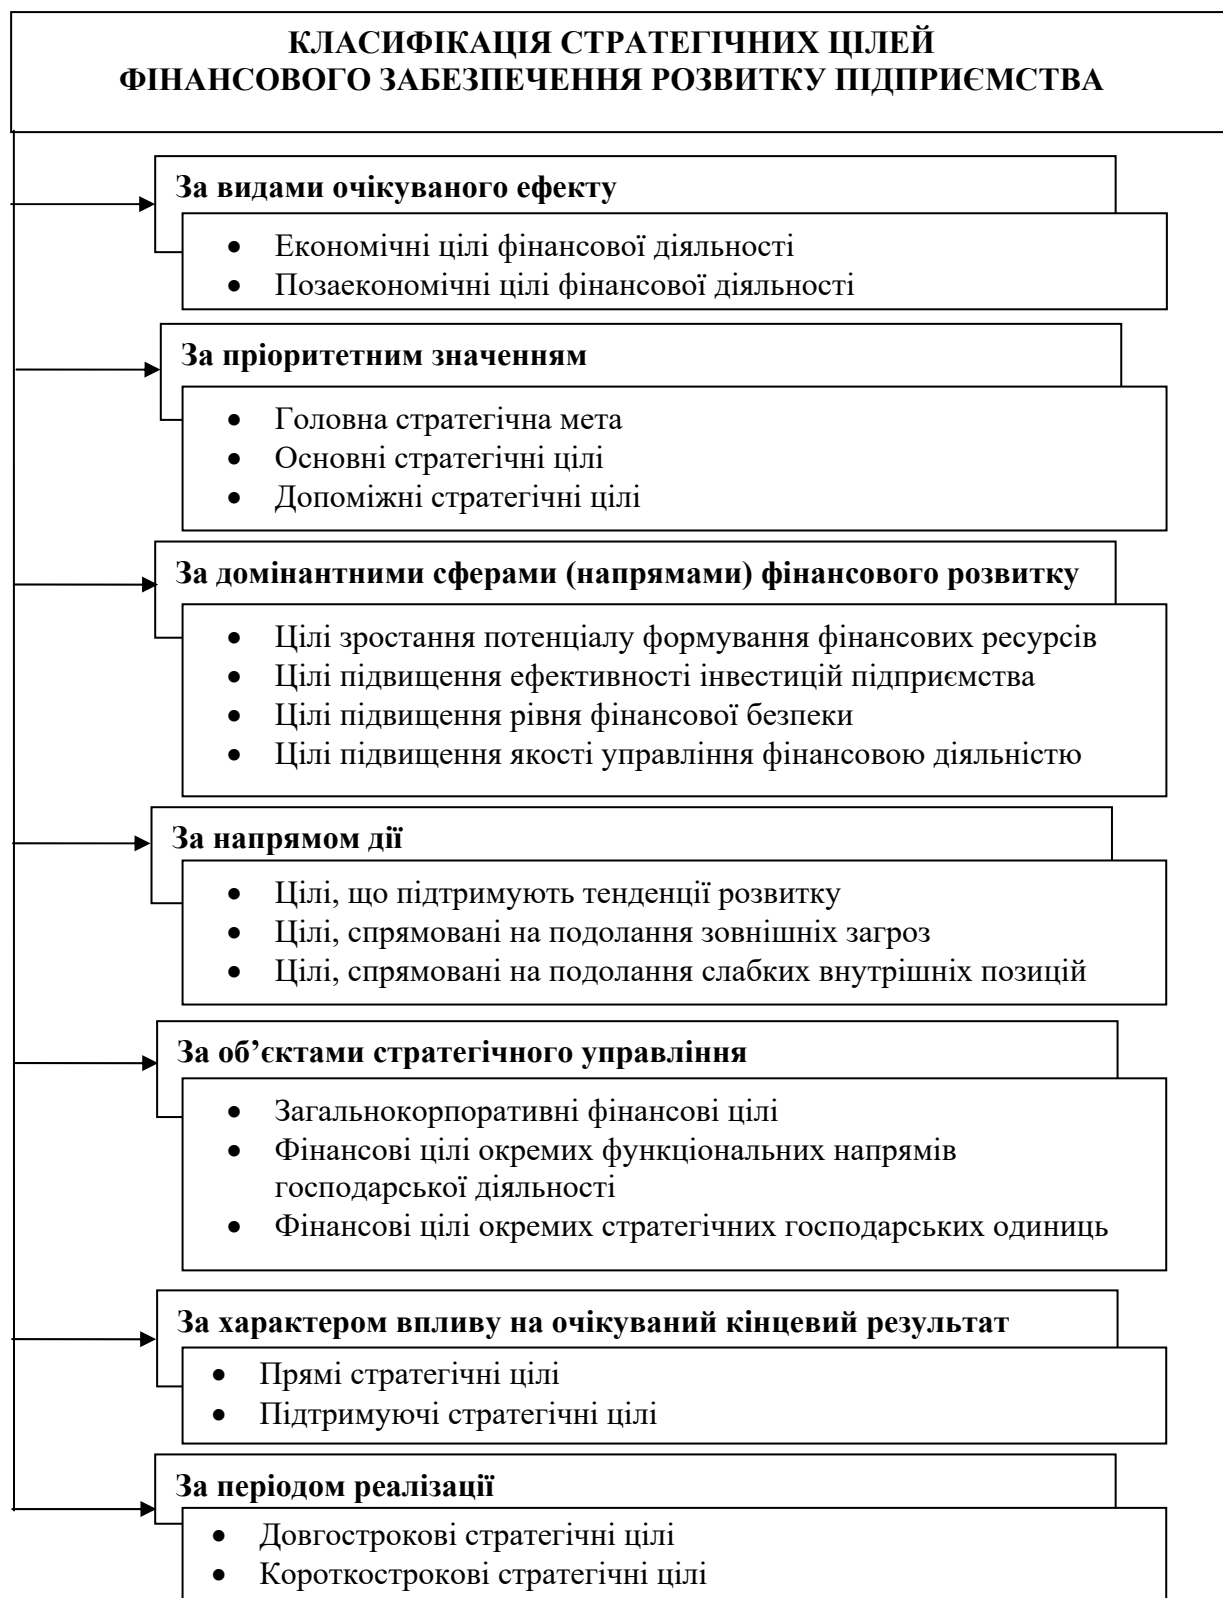 КЛАСИФІКАЦІЯ СТРАТЕГІЧНИХ ЦІЛЕЙ
ФІНАНСОВОГО ЗАБЕЗПЕЧЕННЯ РОЗВИТКУ ПІДПРИЄМСТВА
За видами очікуваного ефекту
• Економічні цілі фінансової діяльності
• Позаекономічні цілі фінансової діяльності
За пріоритетним значенням
• Головна стратегічна мета
• Основні стратегічні цілі
• Допоміжні стратегічні цілі
За домінантними сферами (напрямами) фінансового розвитку
• Цілі зростання потенціалу формування фінансових ресурсів
• Цілі підвищення ефективності інвестицій підприємства
• Цілі підвищення рівня фінансової безпеки
• Цілі підвищення якості управління фінансовою діяльністю
За напрямом дії
• Цілі, що підтримують тенденції розвитку
• Цілі, спрямовані на подолання зовнішніх загроз
• Цілі, спрямовані на подолання слабких внутрішніх позицій
За об’єктами стратегічного управління
• Загальнокорпоративні фінансові цілі
• Фінансові цілі окремих функціональних напрямів
господарської діяльності
• Фінансові цілі окремих стратегічних господарських одиниць
За характером впливу на очікуваний кінцевий результат
• Прямі стратегічні цілі
• Підтримуючі стратегічні цілі
За періодом реалізації
• Довгострокові стратегічні цілі
• Короткострокові стратегічні цілі